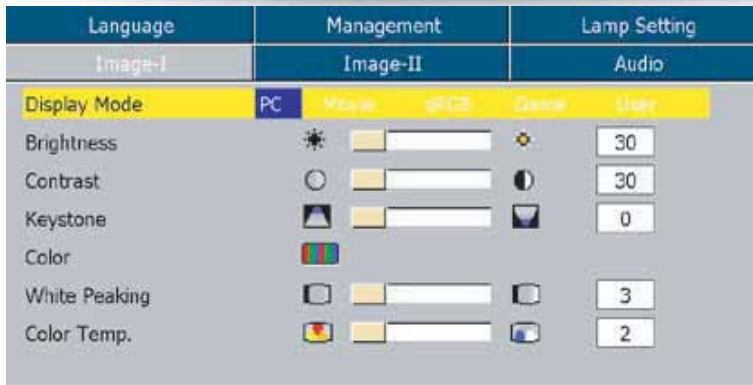 Language Management Lamp Setting
Image-I Image-II Audio
Display Mode PC Movie sRGB Game User
Brightness 30
Contrast 30
Keystone 0
Color
White Peaking 3
Color Temp. 2